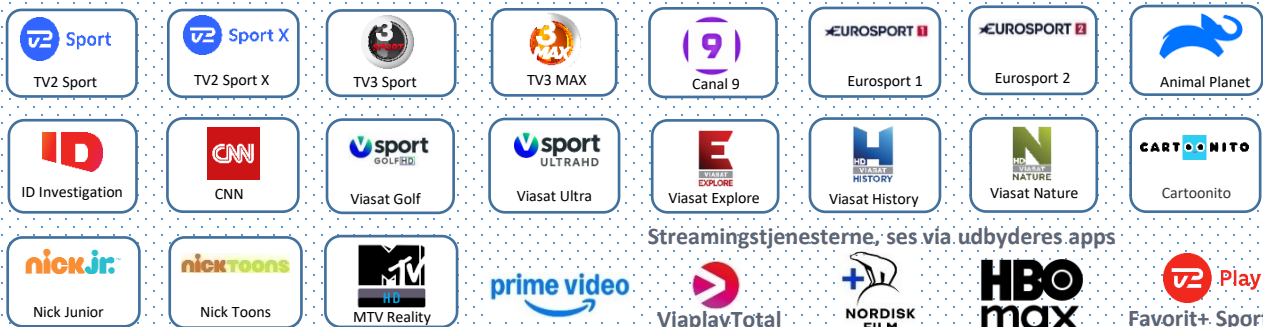 TV2 Sport
TV2 Sport X
3 SPORT
3 MAX
9
EUROSPORT 1
EUROSPORT 2
TV2 Sport
TV2 Sport X
TV3 Sport
TV3 MAX
Canal 9
Eurosport 1
Eurosport 2
Animal Planet
ID
CNN
V sport GOLF HD
V sport ULTRAHD
E VIASAT EXPLORE
H HD VIASAT HISTORY
N HD VIASAT NATURE
CARTOONITO
ID Investigation
CNN
Viasat Golf
Viasat Ultra
Viasat Explore
Viasat History
Viasat Nature
Cartoonito
Streamingstjenesterne, ses via udbyderes apps
nick jr.
nicktoons
MTV HD
prime video
+
HBO max
TV2 Play
Nick Junior
Nick Toons
MTV Reality
ViaplayTotal
NORDISK FILM
Favorit+ Sport